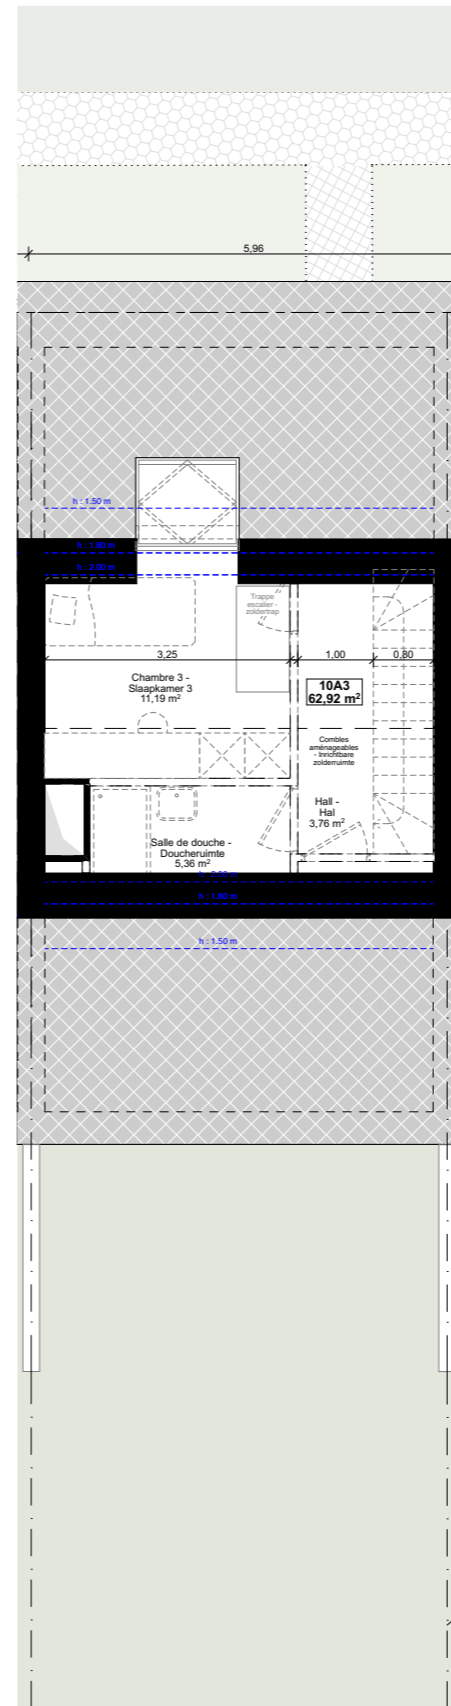 5,96
h : 1.50 m
h : 1.80 m
h : 2.00 m
Trappe
escalier -
zoldertrap
3,25
1,00
0,80
Chambre 3 -
Slaapkamer 3
11,19 m²
10A3
62,92 m²
Combles
aménageables
- Inrichtbare
zolderruimte
Hall -
Hal
3,76 m²
Salle de douche -
Doucheruimte
5,36 m²
h : 2.00 m
h : 1.80 m
h : 1.50 m